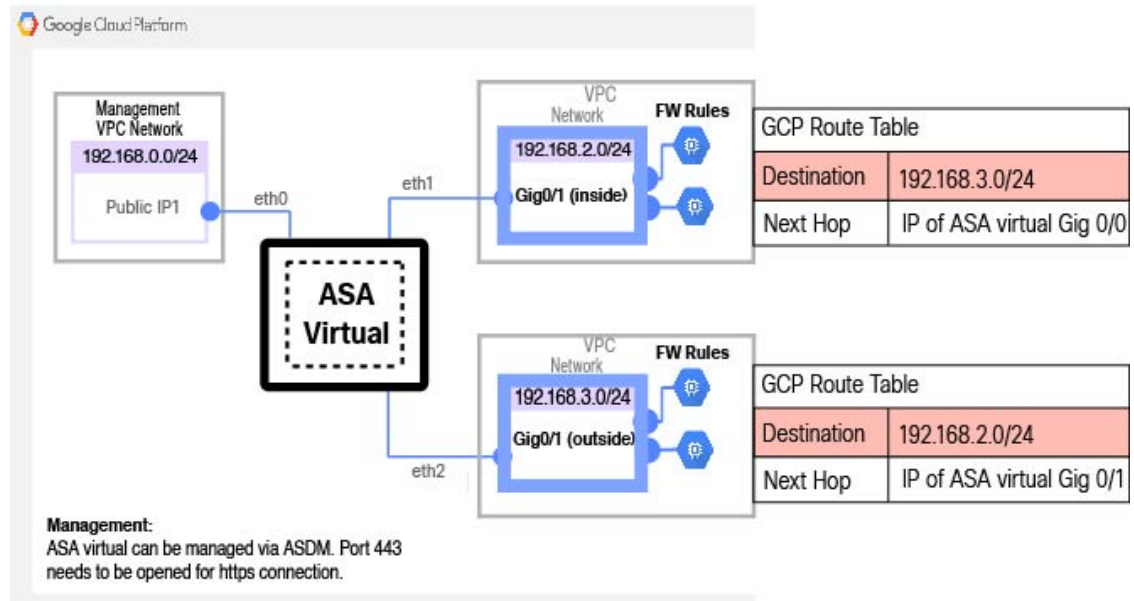 Google Cloud Platform
Management
VPC Network
192.168.0.0/24
Public IP1
eth0
eth1
eth2
ASA
Virtual
VPC
Network
FW Rules
192.168.2.0/24
Gig0/1 (inside)
GCP Route Table
Destination 192.168.3.0/24
Next Hop IP of ASA virtual Gig 0/0
VPC
Network
FW Rules
192.168.3.0/24
Gig0/1 (outside)
GCP Route Table
Destination 192.168.2.0/24
Next Hop IP of ASA virtual Gig 0/1
Management:
ASA virtual can be managed via ASDM. Port 443
needs to be opened for https connection.